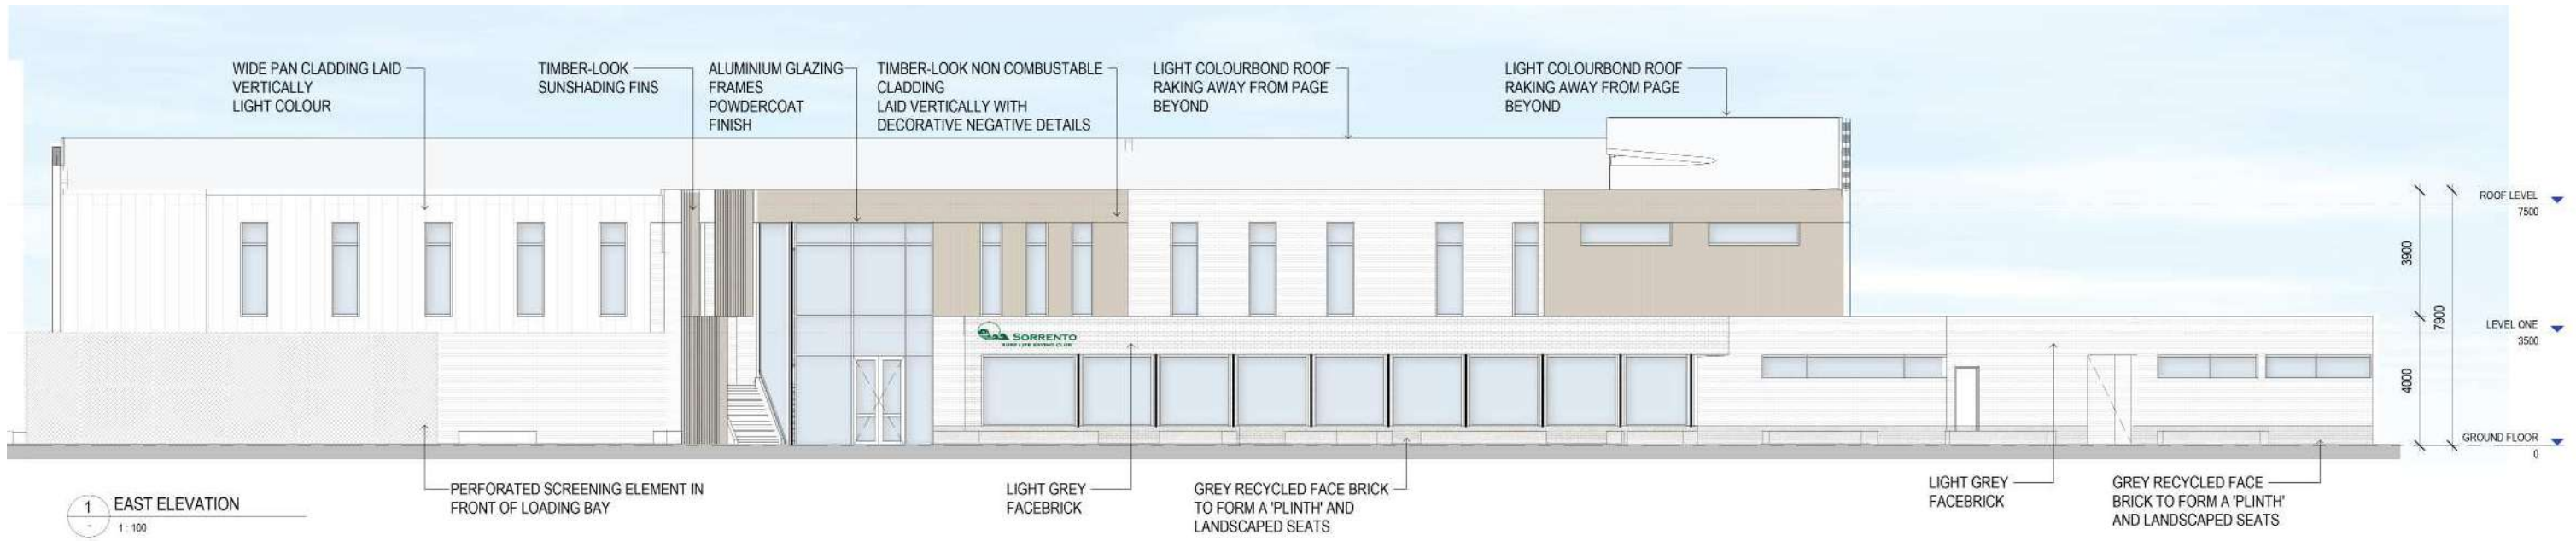 WIDE PAN CLADDING LAID
VERTICALLY
LIGHT COLOUR
TIMBER-LOOK
SUNSHADING FINS
ALUMINIUM GLAZING
FRAMES
POWDERCOAT
FINISH
TIMBER-LOOK NON COMBUSTABLE
CLADDING
LAID VERTICALLY WITH
DECORATIVE NEGATIVE DETAILS
LIGHT COLOURBOND ROOF
RAKING AWAY FROM PAGE
BEYOND
LIGHT COLOURBOND ROOF
RAKING AWAY FROM PAGE
BEYOND
ROOF LEVEL
7500
3900
7900
LEVEL ONE
3500
4000
GROUND FLOOR
0
SORRENTO
SURF LIFE SAVING CLUB
PERFORATED SCREENING ELEMENT IN
FRONT OF LOADING BAY
LIGHT GREY
FACEBRICK
GREY RECYCLED FACE BRICK
TO FORM A 'PLINTH' AND
LANDSCAPED SEATS
LIGHT GREY
FACEBRICK
GREY RECYCLED FACE
BRICK TO FORM A 'PLINTH'
AND LANDSCAPED SEATS
1
-
EAST ELEVATION
1 : 100